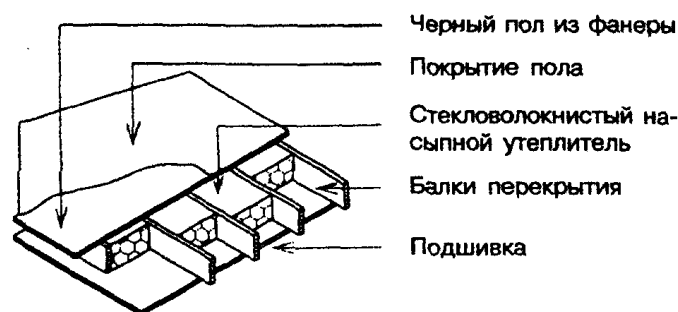 Черный пол из фанеры
Покрытие пола
Стекловолокнистый на-
сыпной утеплитель
Балки перекрытия
Подшивка